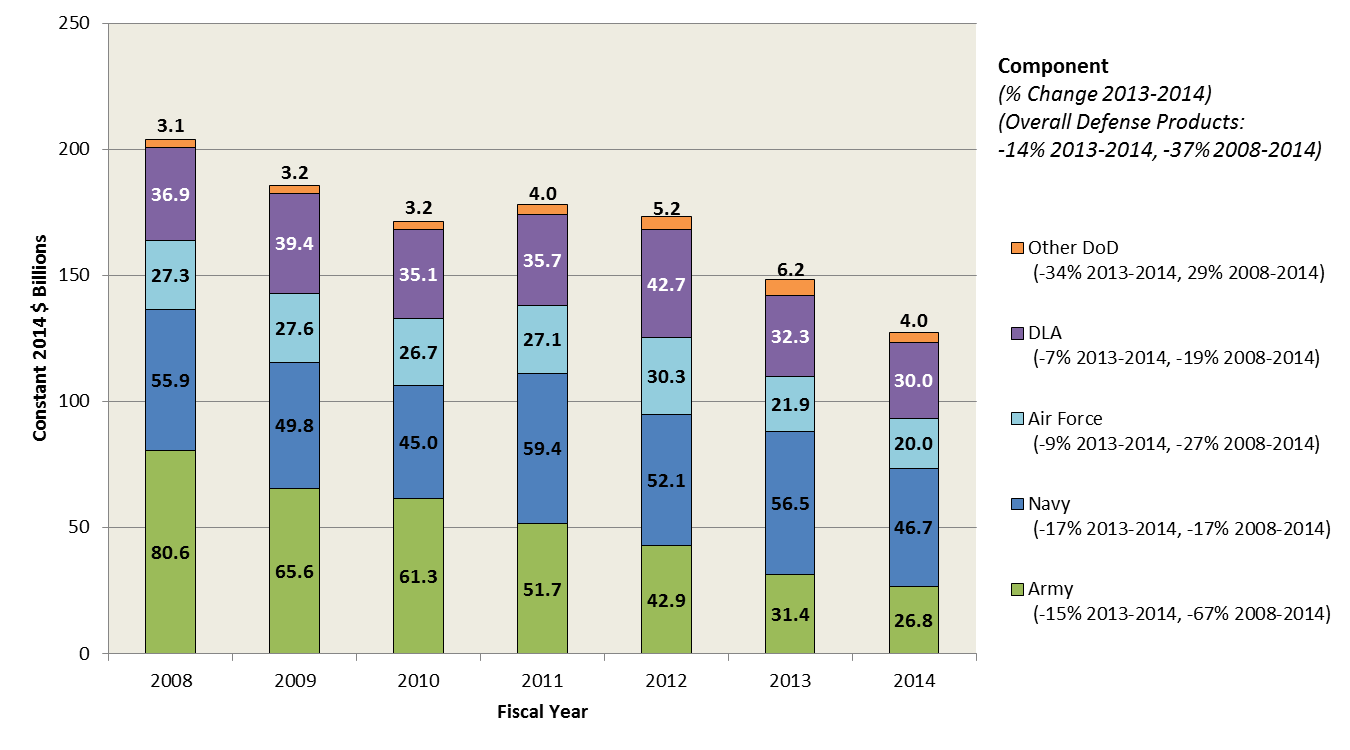 250
200
150
100
50
0
Constant 2014 $ Billions
3.1
36.9
27.3
55.9
80.6
3.2
39.4
27.6
49.8
65.6
3.2
35.1
26.7
45.0
61.3
4.0
35.7
27.1
59.4
51.7
5.2
42.7
30.3
52.1
42.9
6.2
32.3
21.9
56.5
31.4
4.0
30.0
20.0
46.7
26.8
2008 2009 2010 2011 2012 2013 2014
Fiscal Year
Component
(% Change 2013-2014)
(Overall Defense Products:
-14% 2013-2014, -37% 2008-2014)
Other DoD
(-34% 2013-2014, 29% 2008-2014)
DLA
(-7% 2013-2014, -19% 2008-2014)
Air Force
(-9% 2013-2014, -27% 2008-2014)
Navy
(-17% 2013-2014, -17% 2008-2014)
Army
(-15% 2013-2014, -67% 2008-2014)